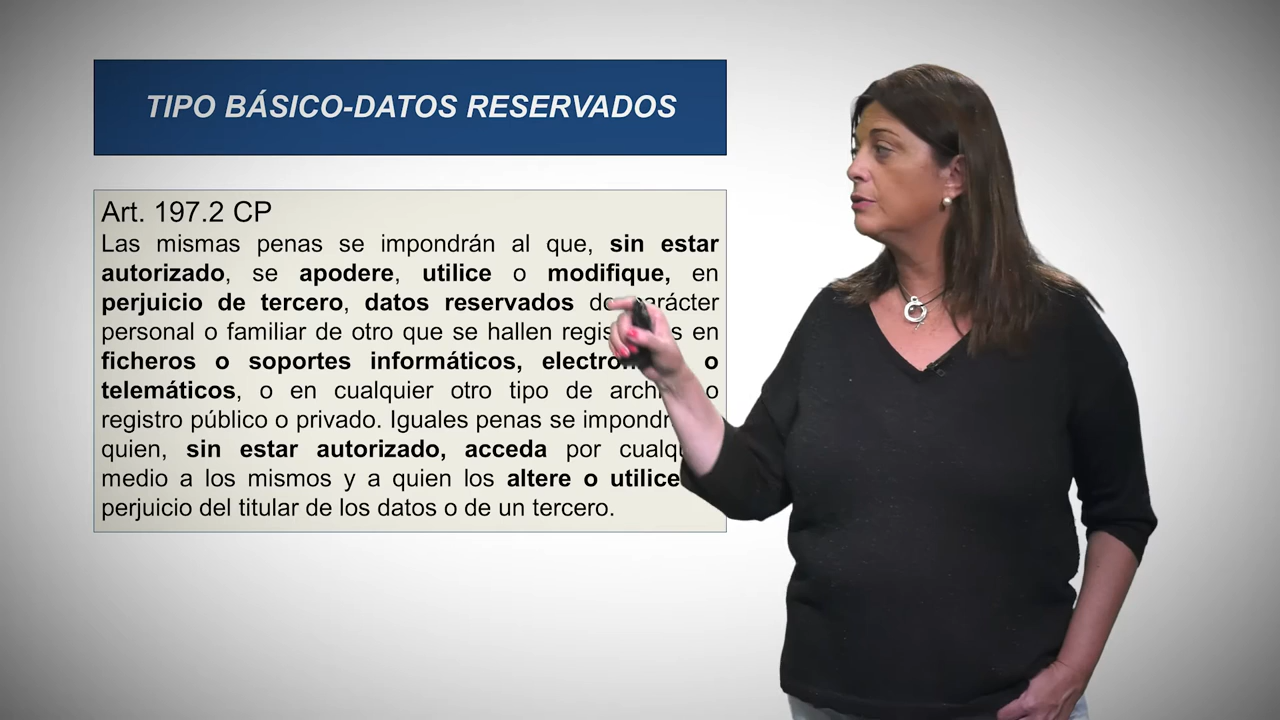 TIPO BÁSICO-DATOS RESERVADOS
Art. 197.2 CP
Las mismas penas se impondrán al que, sin estar
autorizado, se apodere, utilice o modifique, en
perjuicio de tercero, datos reservados de carácter
personal o familiar de otro que se hallen en
ficheros o soportes informáticos, o
telemáticos, o en cualquier otro tipo de o
registro público o privado. Iguales penas se
quien, sin estar autorizado, acceda por
medio a los mismos y a quien los altere o utilice
perjuicio del titular de los datos o de un tercero.